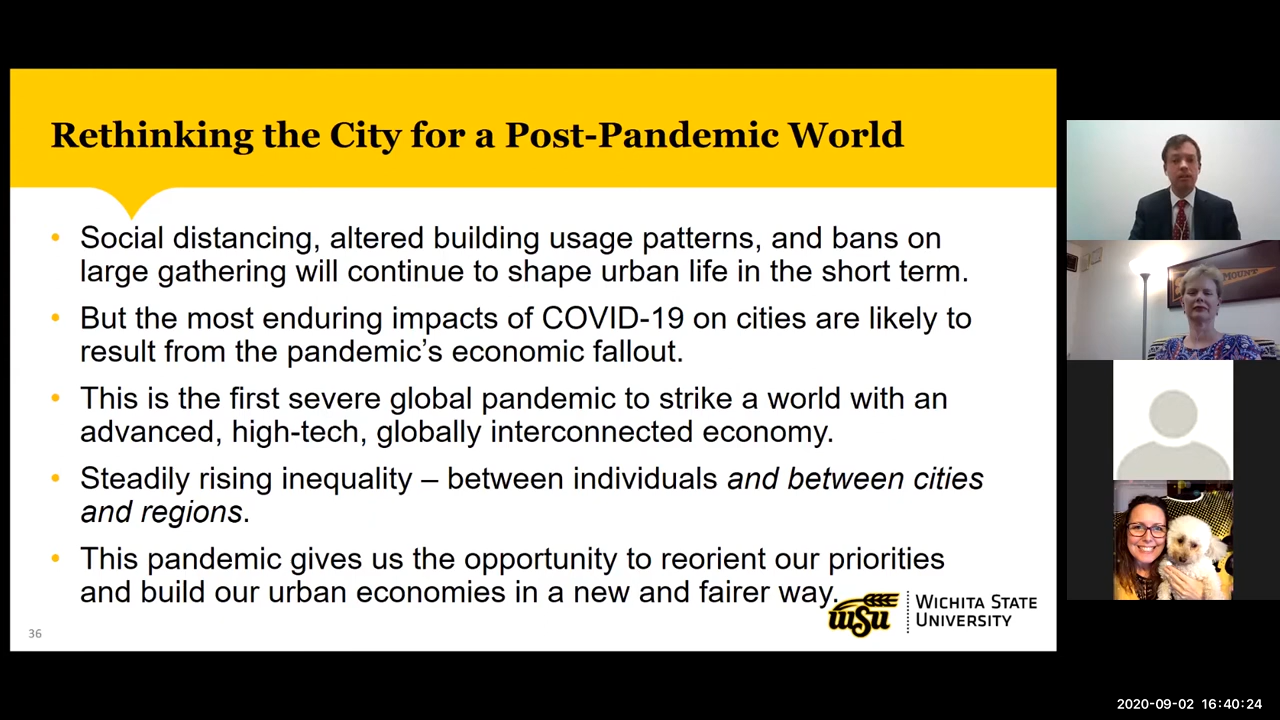 Rethinking the City for a Post-Pandemic World
• Social distancing, altered building usage patterns, and bans on
large gathering will continue to shape urban life in the short term.
• But the most enduring impacts of COVID-19 on cities are likely to
result from the pandemic’s economic fallout.
• This is the first severe global pandemic to strike a world with an
advanced, high-tech, globally interconnected economy.
• Steadily rising inequality – between individuals and between cities
and regions.
• This pandemic gives us the opportunity to reorient our priorities
and build our urban economies in a new and fairer way.
WSU
WICHITA STATE
UNIVERSITY
36
MOUNT
2020-09-02 16:40:24